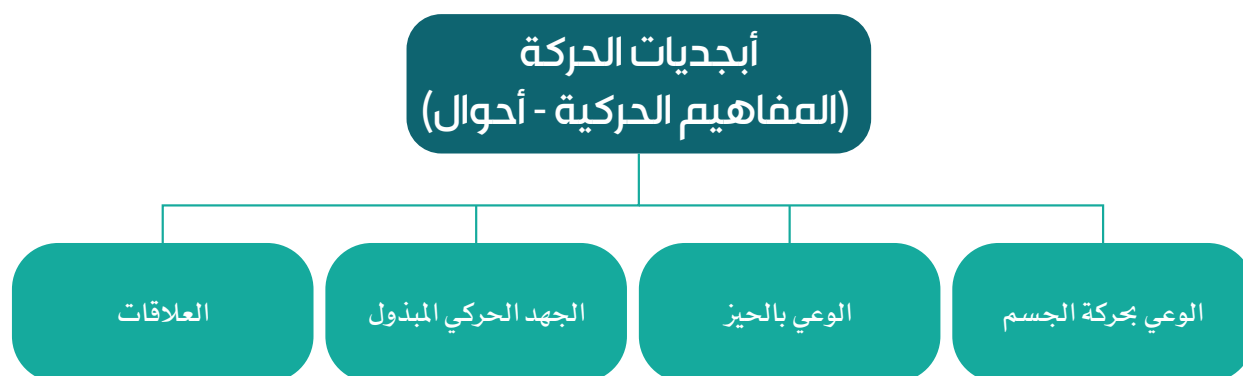 أبجديات الحركة
(المفاهيم الحركية - أحوال)
الوعي بحركة الجسم
الوعي بالحيز
الجهد الحركي المبذول
العلاقات